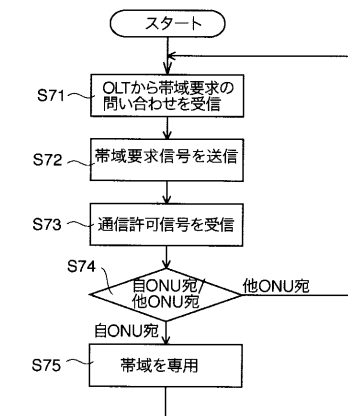 スタート
S71
OLTから帯域要求の
問い合わせを受信
S72
帯域要求信号を送信
S73
通信許可信号を受信
S74
自ONU宛/
他ONU宛
他ONU宛
自ONU宛
S75
帯域を専用